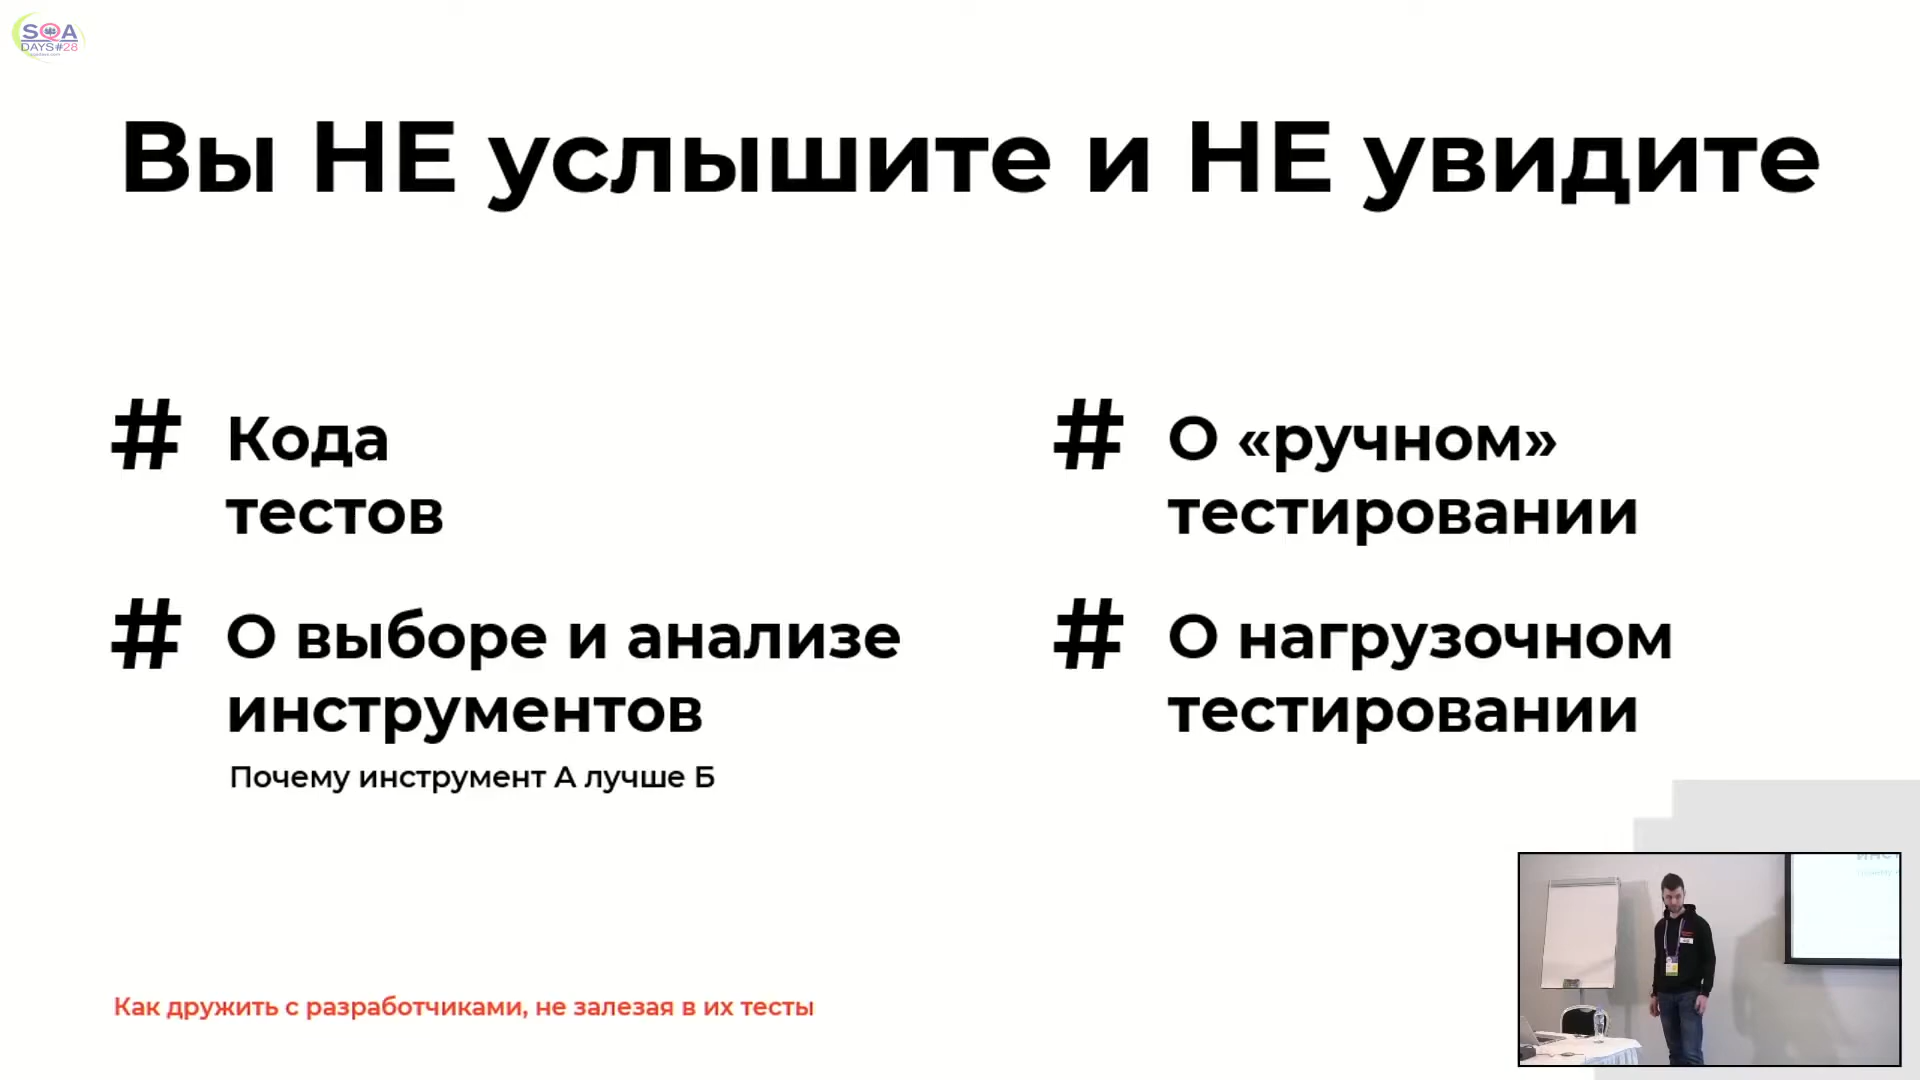 SQA
DAYS#28
Вы НЕ услышите и НЕ увидите
# Кода
тестов
# О «ручном»
тестировании
# О выборе и анализе
инструментов
Почему инструмент А лучше Б
# О нагрузочном
тестировании
Как дружить с разработчиками, не залезая в их тесты